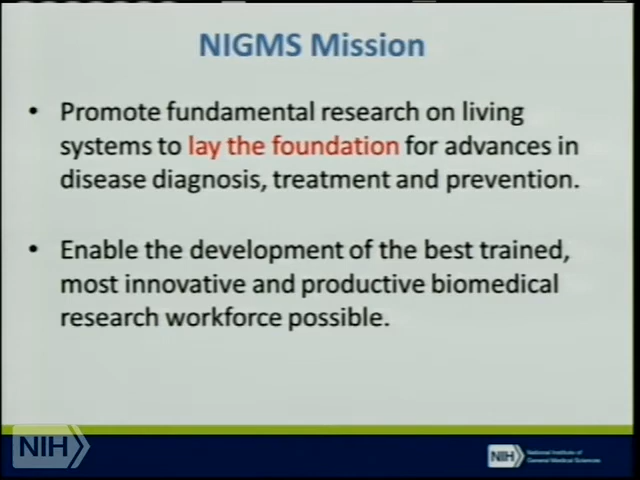 NIGMS Mission
• Promote fundamental research on living
systems to lay the foundation for advances in
disease diagnosis, treatment and prevention.
• Enable the development of the best trained,
most innovative and productive biomedical
research workforce possible.
NIH
NIH
National Institute of
General Medical Sciences